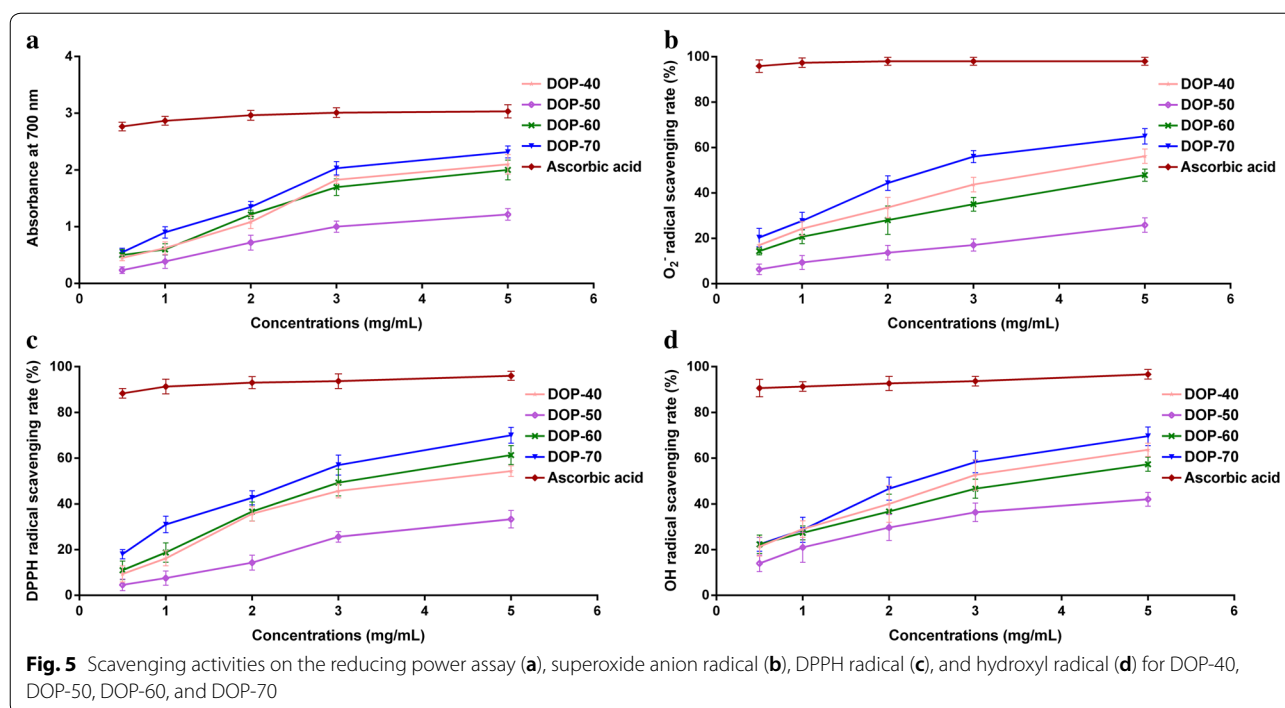 a
4
3
2
1
0
0 1 2 3 4 5 6
Absorbance at 700 nm
Concentrations (mg/mL)
DOP-40
DOP-50
DOP-60
DOP-70
Ascorbic acid
b
100
80
60
40
20
0
0 1 2 3 4 5 6
O₂⁻ radical scavenging rate (%)
Concentrations (mg/mL)
DOP-40
DOP-50
DOP-60
DOP-70
Ascorbic acid
c
100
80
60
40
20
0
0 1 2 3 4 5 6
DPPH radical scavenging rate (%)
Concentrations (mg/mL)
DOP-40
DOP-50
DOP-60
DOP-70
Ascorbic acid
d
100
80
60
40
20
0
0 1 2 3 4 5 6
OH radical scavenging rate (%)
Concentrations (mg/mL)
DOP-40
DOP-50
DOP-60
DOP-70
Ascorbic acid
Fig. 5 Scavenging activities on the reducing power assay (a), superoxide anion radical (b), DPPH radical (c), and hydroxyl radical (d) for DOP-40,
DOP-50, DOP-60, and DOP-70